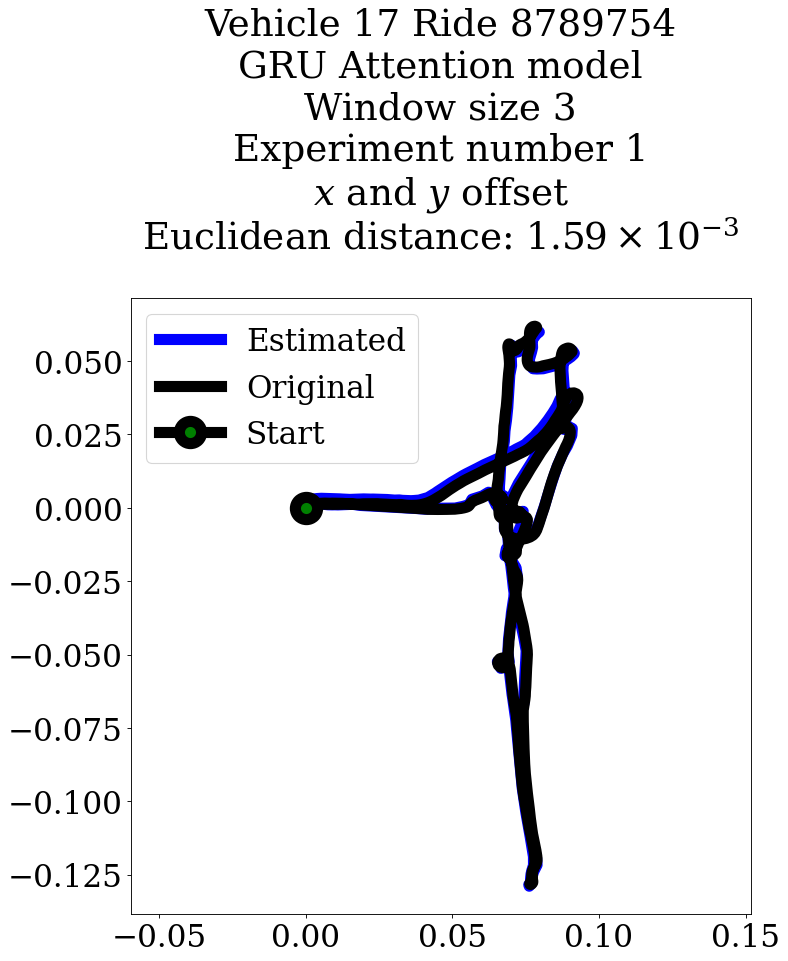 Vehicle 17 Ride 8789754
GRU Attention model
Window size 3
Experiment number 1
x and y offset
Euclidean distance: 1.59 × 10⁻³
Estimated
Original
Start
0.050
0.025
0.000
−0.025
−0.050
−0.075
−0.100
−0.125
−0.05 0.00 0.05 0.10 0.15